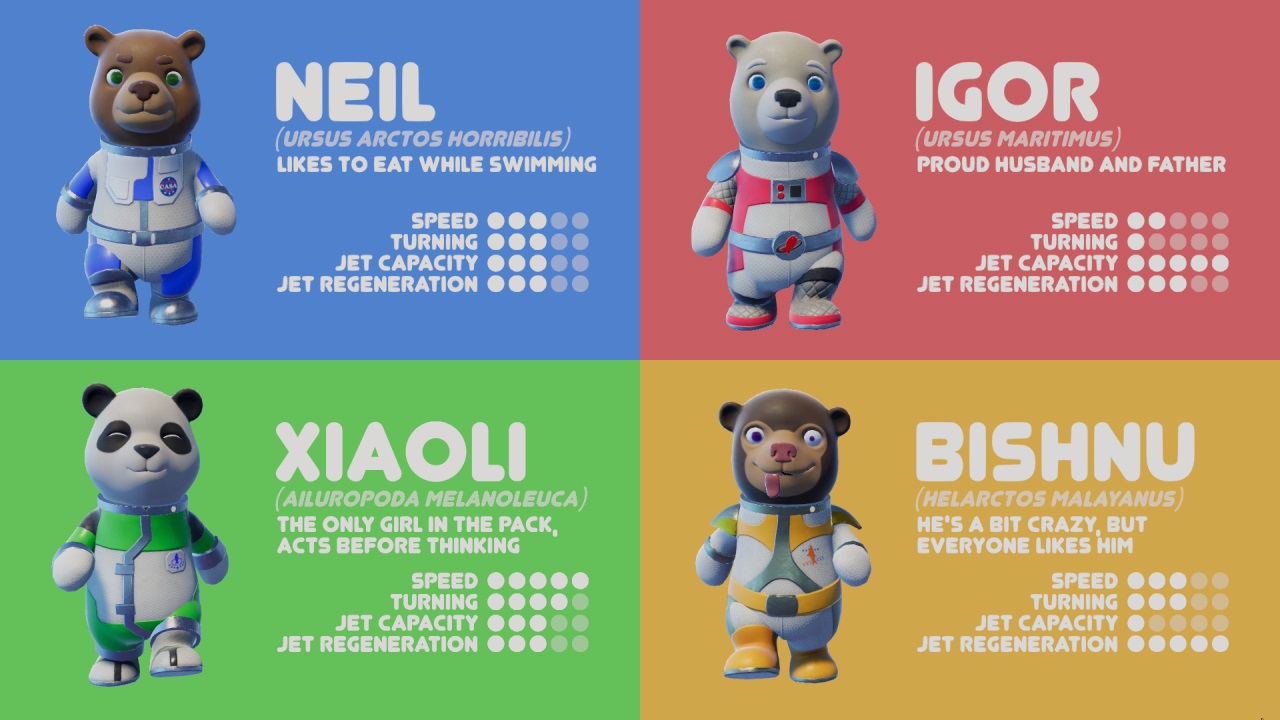 NEIL
(URSUS ARCTOS HORRIBILIS)
LIKES TO EAT WHILE SWIMMING
SPEED
TURNING
JET CAPACITY
JET REGENERATION
IGOR
(URSUS MARITIMUS)
PROUD HUSBAND AND FATHER
SPEED
TURNING
JET CAPACITY
JET REGENERATION
XIAOLI
(AILUROPODA MELANOLEUCA)
THE ONLY GIRL IN THE PACK,
ACTS BEFORE THINKING
SPEED
TURNING
JET CAPACITY
JET REGENERATION
BISHNU
(HELARCTOS MALAYANUS)
HE'S A BIT CRAZY, BUT
EVERYONE LIKES HIM
SPEED
TURNING
JET CAPACITY
JET REGENERATION